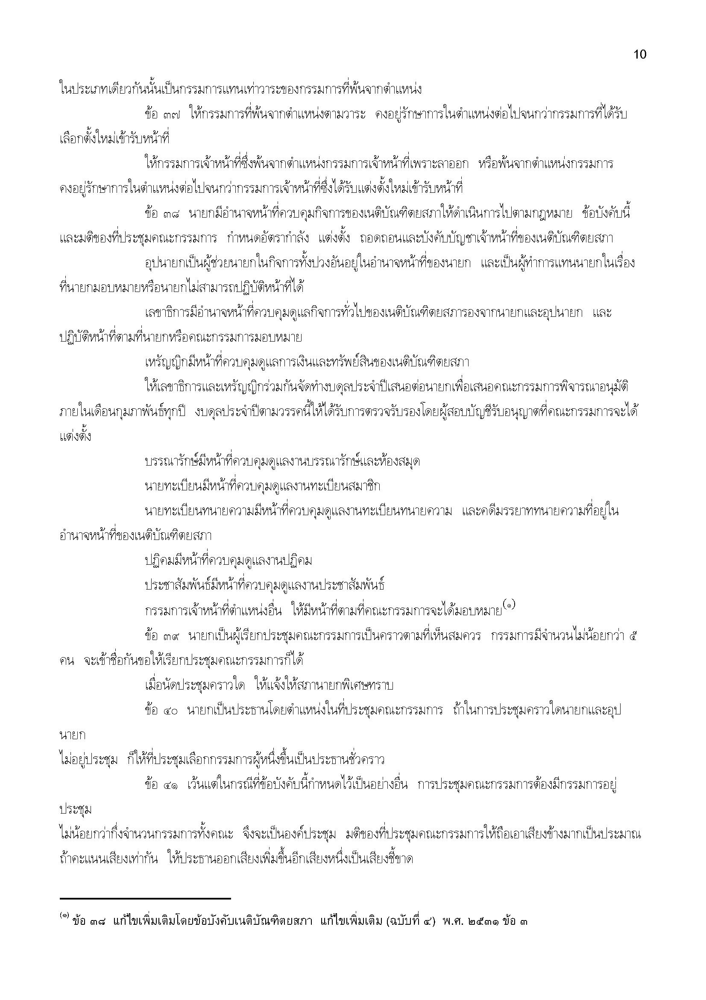 10
ในประเภทเดียวกันนั้นเป็นกรรมการแทนเท่าวาระของกรรมการที่พ้นจากตำแหน่ง
ข้อ ๓๗ ให้กรรมการที่พ้นจากตำแหน่งตามวาระ คงอยู่รักษาการในตำแหน่งต่อไปจนกว่ากรรมการที่ได้รับ
เลือกตั้งใหม่เข้ารับหน้าที่
ให้กรรมการเจ้าหน้าที่ซึ่งพ้นจากตำแหน่งกรรมการเจ้าหน้าที่เพราะลาออก หรือพ้นจากตำแหน่งกรรมการ
คงอยู่รักษาการในตำแหน่งต่อไปจนกว่ากรรมการเจ้าหน้าที่ซึ่งได้รับแต่งตั้งใหม่เข้ารับหน้าที่
ข้อ ๓๘ นายกมีอำนาจหน้าที่ควบคุมกิจการของเนติบัณฑิตยสภาให้ดำเนินการไปตามกฎหมาย ข้อบังคับนี้
และมติของที่ประชุมคณะกรรมการ กำหนดอัตรากำลัง แต่งตั้ง ถอดถอนและบังคับบัญชาเจ้าหน้าที่ของเนติบัณฑิตยสภา
อุปนายกเป็นผู้ช่วยนายกในกิจการทั้งปวงอันอยู่ในอำนาจหน้าที่ของนายก และเป็นผู้ทำการแทนนายกในเรื่อง
ที่นายกมอบหมายหรือนายกไม่สามารถปฏิบัติหน้าที่ได้
เลขาธิการมีอำนาจหน้าที่ควบคุมดูแลกิจการทั่วไปของเนติบัณฑิตยสภารองจากนายกและอุปนายก และ
ปฏิบัติหน้าที่ตามที่นายกหรือคณะกรรมการมอบหมาย
เหรัญญิกมีหน้าที่ควบคุมดูแลการเงินและทรัพย์สินของเนติบัณฑิตยสภา
ให้เลขาธิการและเหรัญญิกร่วมกันจัดทำงบดุลประจำปีเสนอต่อนายกเพื่อเสนอคณะกรรมการพิจารณาอนุมัติ
ภายในเดือนกุมภาพันธ์ทุกปี งบดุลประจำปีตามวรรคนี้ให้ได้รับการตรวจรับรองโดยผู้สอบบัญชีรับอนุญาตที่คณะกรรมการจะได้
แต่งตั้ง
บรรณารักษ์มีหน้าที่ควบคุมดูแลงานบรรณารักษ์และห้องสมุด
นายทะเบียนมีหน้าที่ควบคุมดูแลงานทะเบียนสมาชิก
นายทะเบียนทนายความมีหน้าที่ควบคุมดูแลงานทะเบียนทนายความ และคดีมรรยาททนายความที่อยู่ใน
อำนาจหน้าที่ของเนติบัณฑิตยสภา
ปฏิคมมีหน้าที่ควบคุมดูแลงานปฏิคม
ประชาสัมพันธ์มีหน้าที่ควบคุมดูแลงานประชาสัมพันธ์
กรรมการเจ้าหน้าที่ตำแหน่งอื่น ให้มีหน้าที่ตามที่คณะกรรมการจะได้มอบหมาย(๑)
ข้อ ๓๙ นายกเป็นผู้เรียกประชุมคณะกรรมการเป็นคราวตามที่เห็นสมควร กรรมการมีจำนวนไม่น้อยกว่า ๕
คน จะเข้าชื่อกันขอให้เรียกประชุมคณะกรรมการก็ได้
เมื่อนัดประชุมคราวใด ให้แจ้งให้สภานายกพิเศษทราบ
ข้อ ๔๐ นายกเป็นประธานโดยตำแหน่งในที่ประชุมคณะกรรมการ ถ้าในการประชุมคราวใดนายกและอุป
นายก
ไม่อยู่ประชุม ก็ให้ที่ประชุมเลือกกรรมการผู้หนึ่งขึ้นเป็นประธานชั่วคราว
ข้อ ๔๑ เว้นแต่ในกรณีที่ข้อบังคับนี้กำหนดไว้เป็นอย่างอื่น การประชุมคณะกรรมการต้องมีกรรมการอยู่
ประชุม
ไม่น้อยกว่ากึ่งจำนวนกรรมการทั้งคณะ จึงจะเป็นองค์ประชุม มติของที่ประชุมคณะกรรมการให้ถือเอาเสียงข้างมากเป็นประมาณ
ถ้าคะแนนเสียงเท่ากัน ให้ประธานออกเสียงเพิ่มขึ้นอีกเสียงหนึ่งเป็นเสียงชี้ขาด
(๑) ข้อ ๓๘ แก้ไขเพิ่มเติมโดยข้อบังคับเนติบัณฑิตยสภา แก้ไขเพิ่มเติม (ฉบับที่ ๔) พ.ศ. ๒๕๓๑ ข้อ ๓